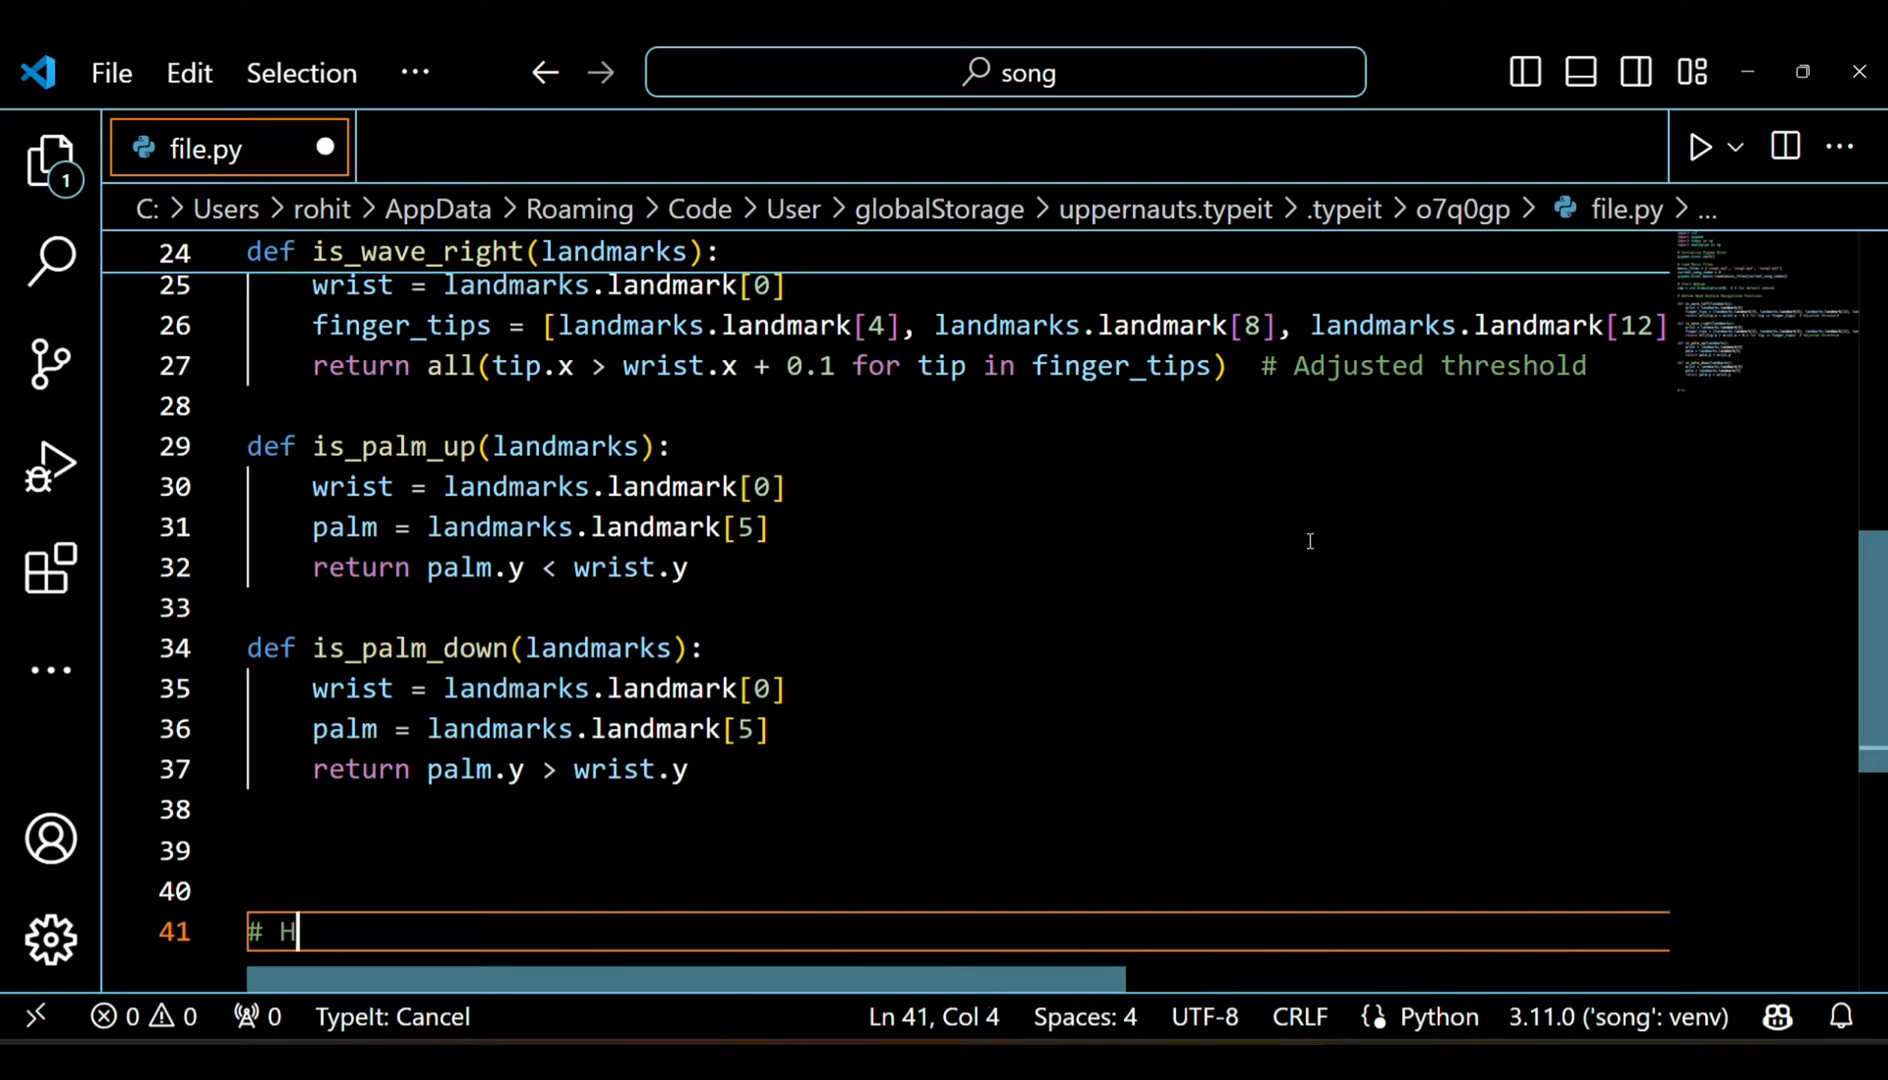 File Edit Selection ··· song
file.py
1
C: > Users > rohit > AppData > Roaming > Code > User > globalStorage > uppernauts.typeit > .typeit > o7q0gp > file.py > ...
24 def is_wave_right(landmarks):
25 wrist = landmarks.landmark[0]
26 finger_tips = [landmarks.landmark[4], landmarks.landmark[8], landmarks.landmark[12]
27 return all(tip.x > wrist.x + 0.1 for tip in finger_tips)  # Adjusted threshold
28
29 def is_palm_up(landmarks):
30 wrist = landmarks.landmark[0]
31 palm = landmarks.landmark[5]
32 return palm.y < wrist.y
33
34 def is_palm_down(landmarks):
35 wrist = landmarks.landmark[0]
36 palm = landmarks.landmark[5]
37 return palm.y > wrist.y
38
39
40
41 # H
0 0 0 TypeIt: Cancel Ln 41, Col 4 Spaces: 4 UTF-8 CRLF Python 3.11.0 ('song': venv)